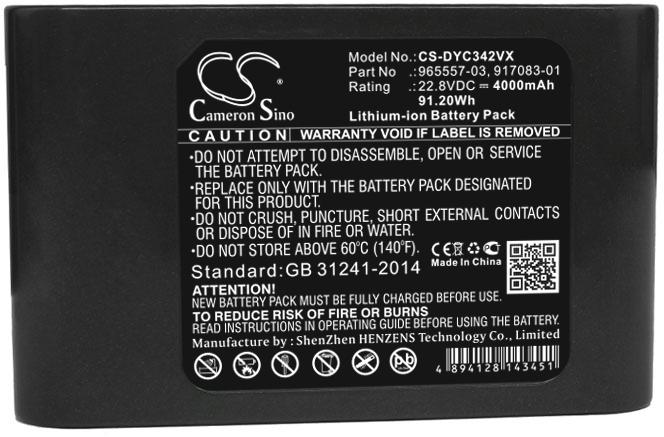 CS
Cameron Sino
Model No.: CS-DYC342VX
Part No .: 965557-03, 917083-01
Rating .: 22.8VDC ⎓ 4000mAh
91.20Wh
Lithium-ion Battery Pack
CAUTION WARRANTY VOID IF LABEL IS REMOVED
•DO NOT ATTEMPT TO DISASSEMBLE, OPEN OR SERVICE
THE BATTERY PACK.
•REPLACE ONLY WITH THE BATTERY PACK DESIGNATED
FOR THIS PRODUCT.
•DO NOT CRUSH, PUNCTURE, SHORT EXTERNAL CONTACTS
OR DISPOSE OF IN FIRE OR WATER.
•DO NOT STORE ABOVE 60°C (140°F).
CE
Made In China
Standard:GB 31241-2014
ATTENTION!
NEW BATTERY PACK MUST BE FULLY CHARGED BEFORE USE.
TO REDUCE RISK OF FIRE OR BURNS
READ INSTRUCTIONS IN OPERATING GUIDE BEFORE BATTERY USE.
Manufacture by : ShenZhen HENZENS Technology Co., Limited
Pb
4 894128 143451